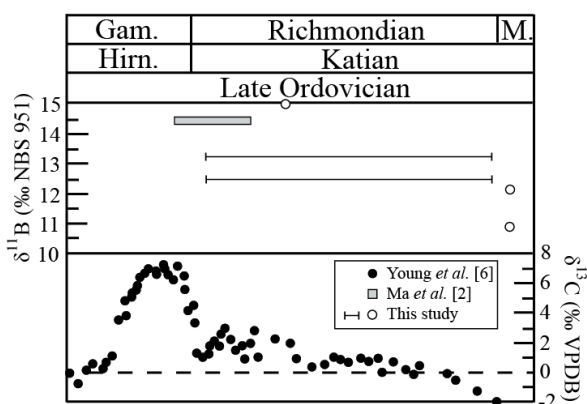 Gam. Richmondian M.
Hirn. Katian
Late Ordovician
15
14
13
12
11
10
δ¹¹B (‰ NBS 951)
8
6
4
2
0
-2
δ¹³C (‰ VPDB)
Young et al. [6]
Ma et al. [2]
This study